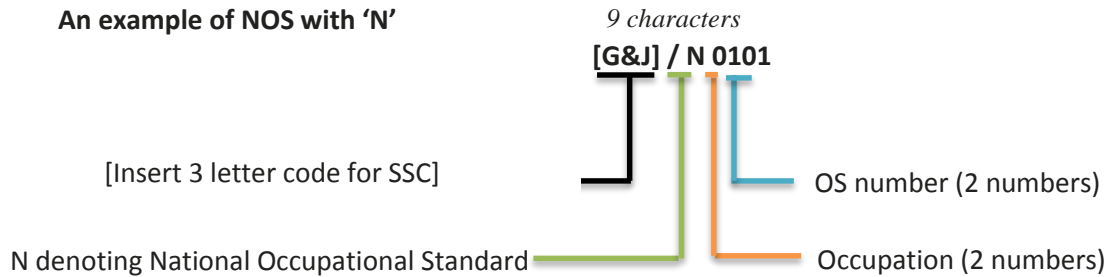 An example of NOS with ‘N’
9 characters
[G&J] / N 0101
[Insert 3 letter code for SSC]
OS number (2 numbers)
N denoting National Occupational Standard
Occupation (2 numbers)